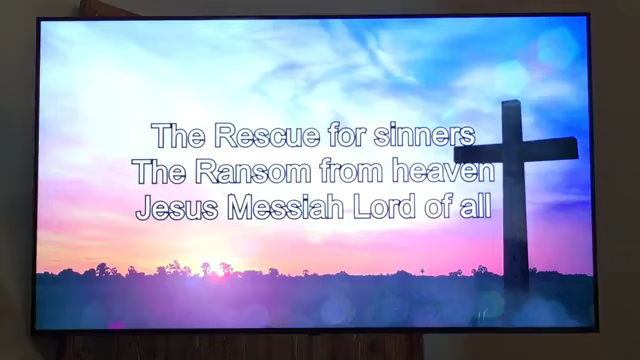 The Rescue for sinners
The Ransom from heaven
Jesus Messiah Lord of all